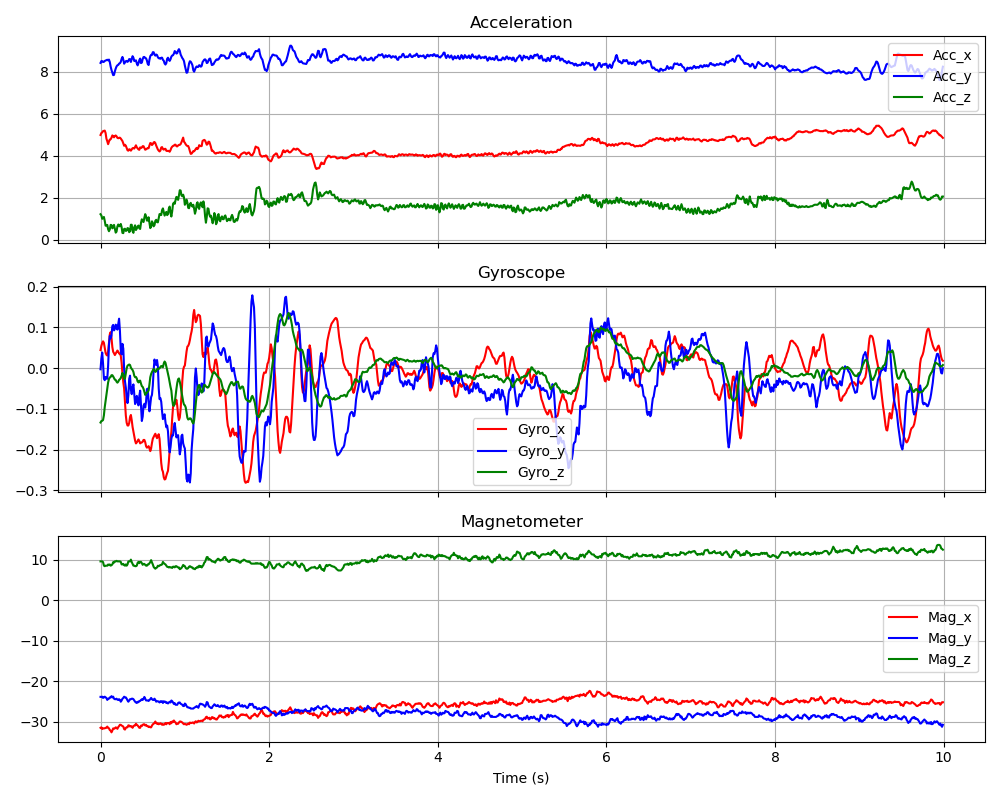 Acceleration
8
6
4
2
0
Acc_x
Acc_y
Acc_z
Gyroscope
0.2
0.1
0.0
−0.1
−0.2
−0.3
Gyro_x
Gyro_y
Gyro_z
Magnetometer
10
0
−10
−20
−30
Mag_x
Mag_y
Mag_z
0 2 4 6 8 10
Time (s)